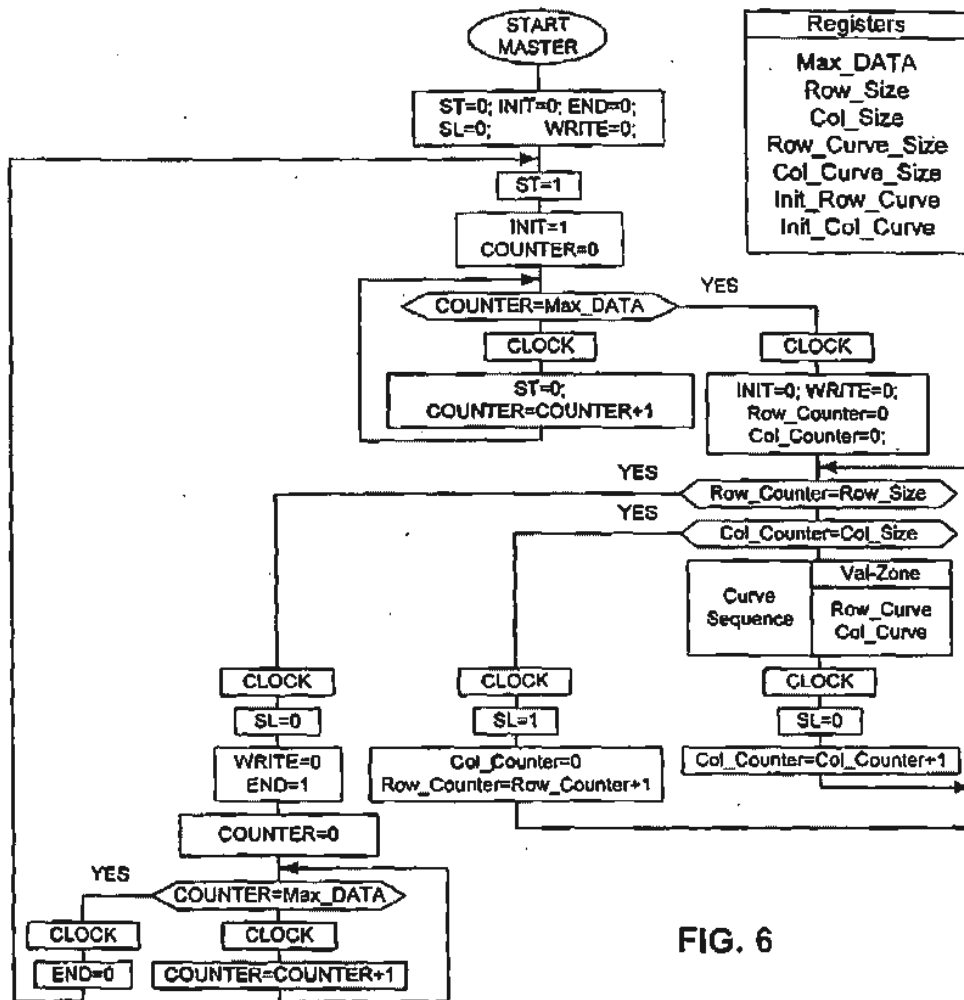 START
MASTER
Registers
Max_DATA
Row_Size
Col_Size
Row_Curve_Size
Col_Curve_Size
Init_Row_Curve
Init_Col_Curve
ST=0; INIT=0; END=0;
SL=0; WRITE=0;
ST=1
INIT=1
COUNTER=0
COUNTER=Max_DATA
YES
CLOCK
CLOCK
ST=0;
COUNTER=COUNTER+1
INIT=0; WRITE=0;
Row_Counter=0
Col_Counter=0;
YES
Row_Counter=Row_Size
YES
Col_Counter=Col_Size
Curve
Sequence
Val-Zone
Row_Curve
Col_Curve
CLOCK
CLOCK
CLOCK
SL=0
SL=1
SL=0
WRITE=0
END=1
Col_Counter=0
Row_Counter=Row_Counter+1
Col_Counter=Col_Counter+1
COUNTER=0
YES
COUNTER=Max_DATA
CLOCK
CLOCK
END=0
COUNTER=COUNTER+1
FIG. 6